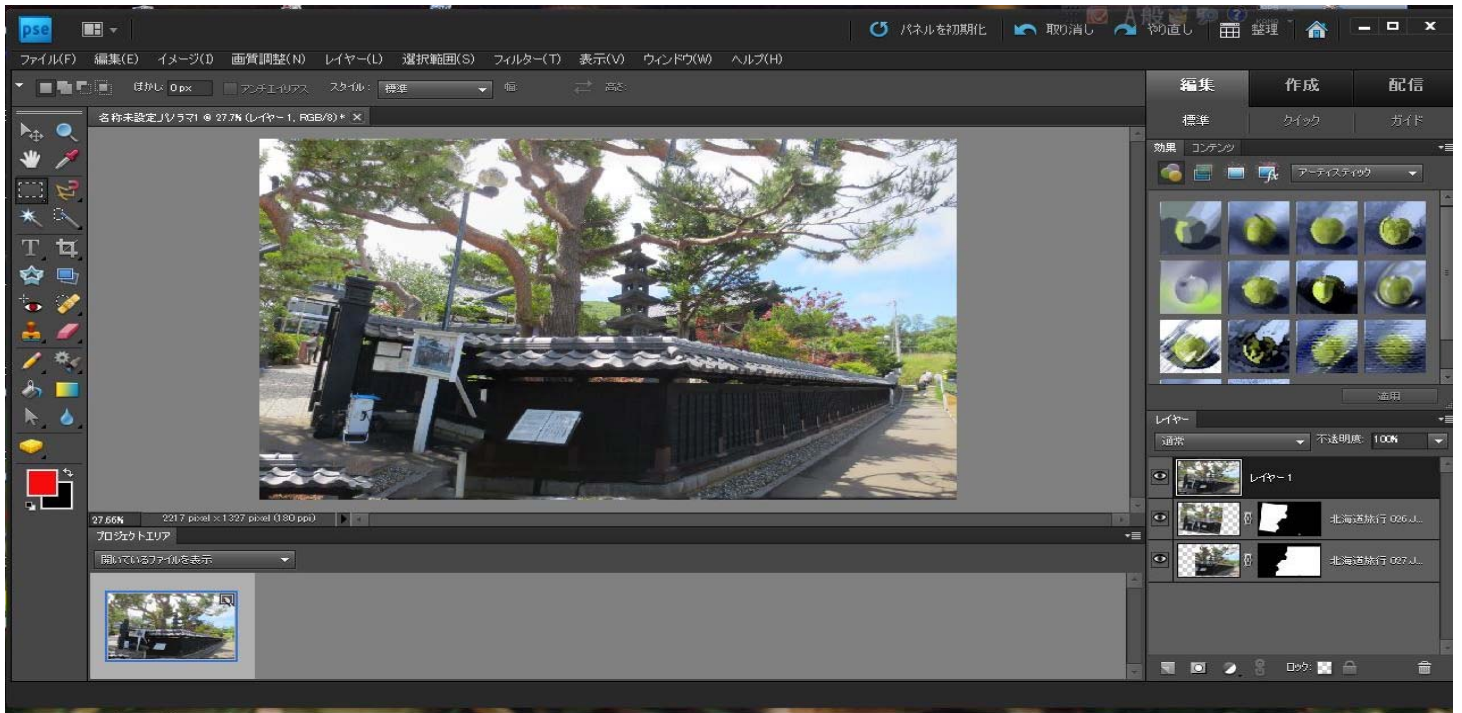 pse
パネルを初期化 取り消し やり直し 整理
ファイル(F) 編集(E) イメージ(I) 画質調整(N) レイヤー(L) 選択範囲(S) フィルター(T) 表示(V) ウィンドウ(W) ヘルプ(H)
ぼかし: 0 px アンチエイリアス スタイル: 標準 幅: 高さ:
編集 作成 配信
標準 クイック ガイド
名称未設定_パノラマ1 @ 27.7% (レイヤー 1, RGB/8) * ×
効果 コンテンツ
アーティスティック
適用
レイヤー
通常 不透明度: 100%
レイヤー 1
北海道旅行 026.J...
北海道旅行 027.J...
ロック:
27.66% 2217 pixel x 1327 pixel (180 ppi)
プロジェクトエリア
開いているファイルを表示